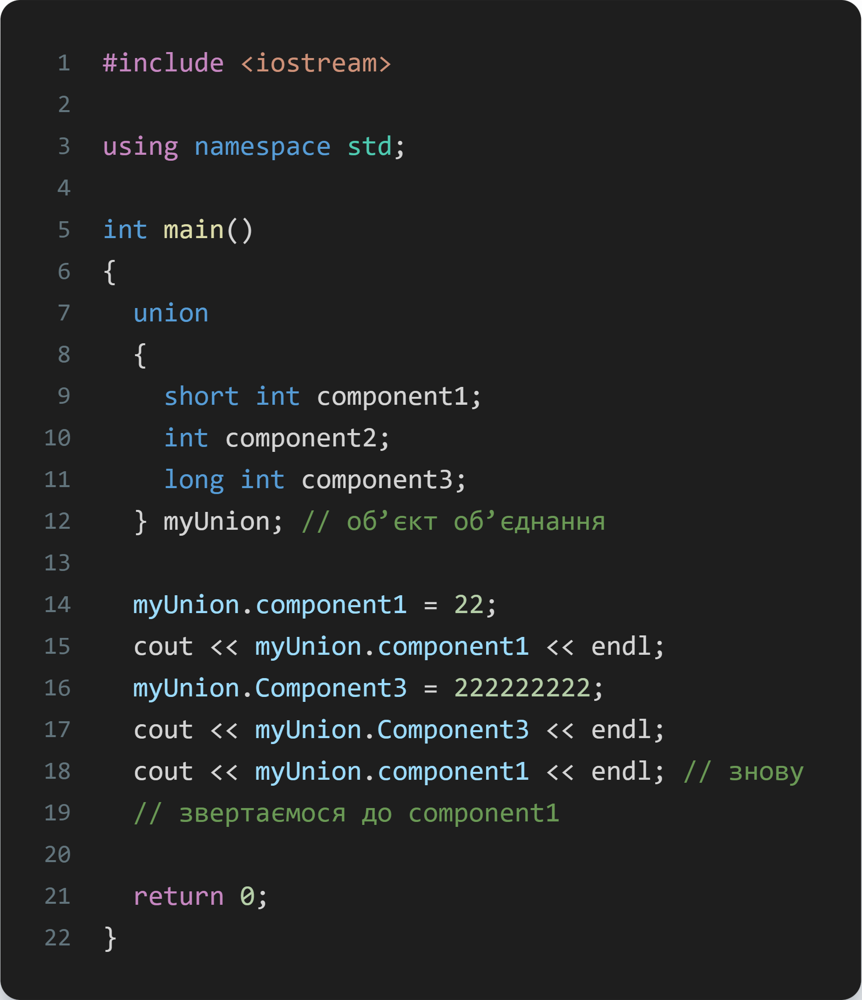 1 #include <iostream>
2
3 using namespace std;
4
5 int main()
6 {
7   union
8   {
9     short int component1;
10     int component2;
11     long int component3;
12   } myUnion; // об’єкт об’єднання
13
14   myUnion.component1 = 22;
15   cout << myUnion.component1 << endl;
16   myUnion.Component3 = 222222222;
17   cout << myUnion.Component3 << endl;
18   cout << myUnion.component1 << endl; // знову
19   // звертаємося до component1
20
21   return 0;
22 }